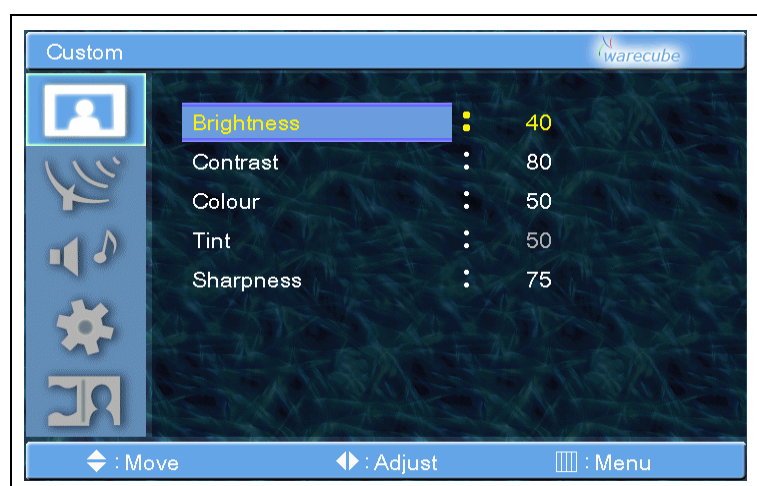 Custom warecube
Brightness : 40
Contrast : 80
Colour : 50
Tint : 50
Sharpness : 75
: Move : Adjust : Menu